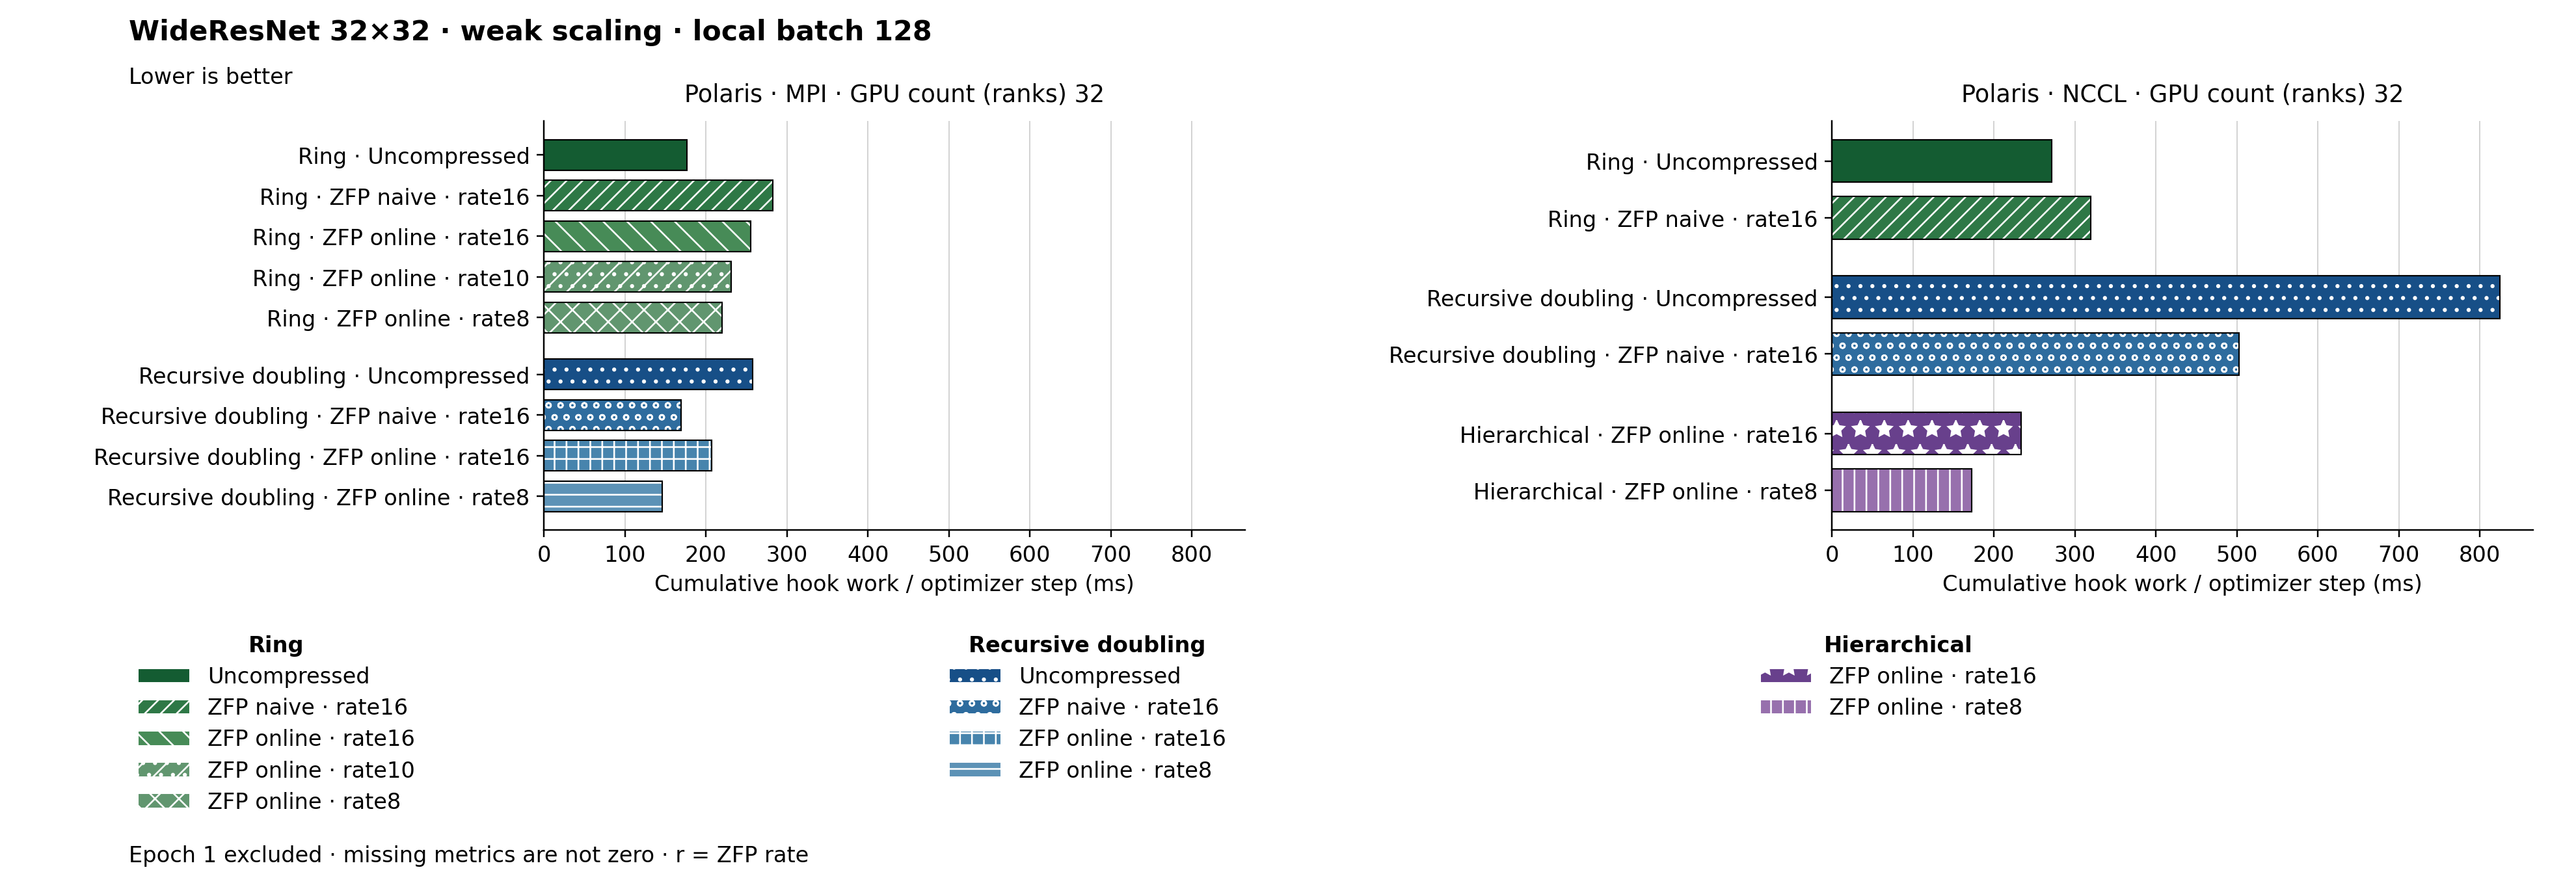 WideResNet 32×32 · weak scaling · local batch 128
Lower is better
Polaris · MPI · GPU count (ranks) 32
Ring · Uncompressed
Ring · ZFP naive · rate16
Ring · ZFP online · rate16
Ring · ZFP online · rate10
Ring · ZFP online · rate8
Recursive doubling · Uncompressed
Recursive doubling · ZFP naive · rate16
Recursive doubling · ZFP online · rate16
Recursive doubling · ZFP online · rate8
0 100 200 300 400 500 600 700 800
Cumulative hook work / optimizer step (ms)
Polaris · NCCL · GPU count (ranks) 32
Ring · Uncompressed
Ring · ZFP naive · rate16
Recursive doubling · Uncompressed
Recursive doubling · ZFP naive · rate16
Hierarchical · ZFP online · rate16
Hierarchical · ZFP online · rate8
0 100 200 300 400 500 600 700 800
Cumulative hook work / optimizer step (ms)
Ring
Uncompressed
ZFP naive · rate16
ZFP online · rate16
ZFP online · rate10
ZFP online · rate8
Recursive doubling
Uncompressed
ZFP naive · rate16
ZFP online · rate16
ZFP online · rate8
Hierarchical
ZFP online · rate16
ZFP online · rate8
Epoch 1 excluded · missing metrics are not zero · r = ZFP rate